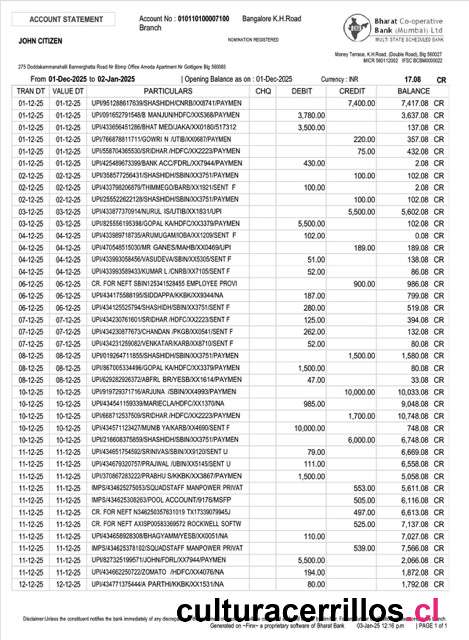 ACCOUNT STATEMENT
Account No : 010110100007100 Bangalore K.H.Road
Branch
Bharat Co-operative
Bank (Mumbai) Ltd
MULTI STATE SCHEDULED BANK
JOHN CITIZEN
NOMINATION REGISTERED
Money Terrace, K.H.Road, (Double Road), Blg 560027
MICR 560112002 IFSC BCBM0000022
275 Doddakammanahalli Bannerghatta Road Nr Bbmp Office Amoda Apartment Nr Gottigere Blg 560083
From 01-Dec-2025 to 02-Jan-2025 | Opening Balance as on : 01-Dec-2025 Currency : INR 17.08 CR
TRAN DT VALUE DT PARTICULARS CHQ DEBIT CREDIT BALANCE
01-12-25 01-12-25 UPI/951288617639/SHASHIDH/CNRB/XX8741/PAYMEN 7,400.00 7,417.08 CR
01-12-25 01-12-25 UPI/091652791548/B MANJUN/HDFC/XX5368/PAYMEN 3,780.00 3,637.08 CR
01-12-25 01-12-25 UPI/433656451286/BHAT MED/JAKA/XX0180/517312 3,500.00 137.08 CR
01-12-25 01-12-25 UPI/766878811711/GOWRI N /UTIB/XX0687/PAYMEN 220.00 357.08 CR
01-12-25 01-12-25 UPI/558704365530/SRIDHAR /HDFC/XX2223/PAYMEN 75.00 432.08 CR
01-12-25 01-12-25 UPI/425489673399/BANK ACC/FDRL/XX7944/PAYMEN 430.00 2.08 CR
02-12-25 02-12-25 UPI/358577256431/SHASHIDH/SBIN/XX3751/PAYMEN 100.00 102.08 CR
02-12-25 02-12-25 UPI/433798206879/THIMMEGO/BARB/XX1921/SENT F 100.00 2.08 CR
02-12-25 02-12-25 UPI/255522622128/SHASHIDH/SBIN/XX3751/PAYMEN 100.00 102.08 CR
03-12-25 03-12-25 UPI/433877370914/NURUL IS/UTIB/XX1831/UPI 5,500.00 5,602.08 CR
03-12-25 03-12-25 UPI/825556195398/GOPAL KA/HDFC/XX3379/PAYMEN 5,500.00 102.08 CR
04-12-25 04-12-25 UPI/433989718735/ARUMUGAM/IOBA/XX1209/SENT F 102.00 0.08 CR
04-12-25 04-12-25 UPI/470548515030/MR GANES/MAHB/XX0469/UPI 189.00 189.08 CR
04-12-25 04-12-25 UPI/433993058456/VASUDEVA/SBIN/XX5305/SENT F 51.00 138.08 CR
04-12-25 04-12-25 UPI/433993589433/KUMAR L /CNRB/XX7105/SENT F 52.00 86.08 CR
06-12-25 06-12-25 CR. FOR NEFT SBIN125341528455 EMPLOYEE PROVI 900.00 986.08 CR
06-12-25 06-12-25 UPI/434175588195/SIDDAPPA/KKBK/XX9344/NA 187.00 799.08 CR
06-12-25 06-12-25 UPI/434125525794/SHASHIDH/SBIN/XX3751/SENT F 280.00 519.08 CR
07-12-25 07-12-25 UPI/434230761601/SRIDHAR /HDFC/XX2223/SENT F 125.00 394.08 CR
07-12-25 07-12-25 UPI/434230877673/CHANDAN /PKGB/XX0541/SENT F 262.00 132.08 CR
07-12-25 07-12-25 UPI/434231259082/VENKATAR/KARB/XX8710/SENT F 52.00 80.08 CR
08-12-25 08-12-25 UPI/019264711855/SHASHIDH/SBIN/XX3751/PAYMEN 1,500.00 1,580.08 CR
08-12-25 08-12-25 UPI/867005334496/GOPAL KA/HDFC/XX3379/PAYMEN 1,500.00 80.08 CR
08-12-25 08-12-25 UPI/629282926372/ABFRL BR/YESB/XX1614/PAYMEN 47.00 33.08 CR
10-12-25 10-12-25 UPI/919729371716/ARJUNA /SBIN/XX4993/PAYMEN 10,000.00 10,033.08 CR
10-12-25 10-12-25 UPI/434541159339/MARIECLA/HDFC/XX1370/NA 985.00 9,048.08 CR
10-12-25 10-12-25 UPI/668712537509/SRIDHAR /HDFC/XX2223/PAYMEN 1,700.00 10,748.08 CR
10-12-25 10-12-25 UPI/434571123427/MUNIB YA/KARB/XX4690/SENT F 10,000.00 748.08 CR
10-12-25 10-12-25 UPI/216608375859/SHASHIDH/SBIN/XX3751/PAYMEN 6,000.00 6,748.08 CR
11-12-25 11-12-25 UPI/434651754592/SRINIVAS/SBIN/XX9120/SENT U 79.00 6,669.08 CR
11-12-25 11-12-25 UPI/434679320757/PRAJWAL /UBIN/XX5145/SENT U 111.00 6,558.08 CR
11-12-25 11-12-25 UPI/370867283222/PRABHU S/KKBK/XX3867/PAYMEN 1,500.00 5,058.08 CR
11-12-25 11-12-25 IMPS/434625275053/SQUADSTAFF MANPOWER PRIVAT 553.00 5,611.08 CR
11-12-25 11-12-25 IMPS/434625308263/POOL ACCOUNT/9176/MSFP 505.00 6,116.08 CR
11-12-25 11-12-25 CR. FOR NEFT N346250357631019 TX1733907994SJ 497.00 6,613.08 CR
11-12-25 11-12-25 CR. FOR NEFT AXISP00583369572 ROCKWELL SOFTW 525.00 7,137.08 CR
11-12-25 11-12-25 UPI/434658928308/BHAGYAMM/YESB/XX0051/NA 110.00 7,027.08 CR
11-12-25 11-12-25 IMPS/434625378102/SQUADSTAFF MANPOWER PRIVAT 539.00 7,566.08 CR
11-12-25 11-12-25 UPI/827325199571/JOHN/FDRL/XX7944/PAYMEN 5,500.00 2,066.08 CR
11-12-25 11-12-25 UPI/434662250722/ZOMATO /HDFC/XX4076/NA 194.00 1,872.08 CR
12-12-25 12-12-25 UPI/434771375444/A PARTHI/KKBK/XX1531/NA 80.00 1,792.08 CR
culturacerrillos.cl
Generated on ~Fire~ a proprietary software of Bharat Bank 03-Jan-25 12:16 p.m | PAGE 1 of 1